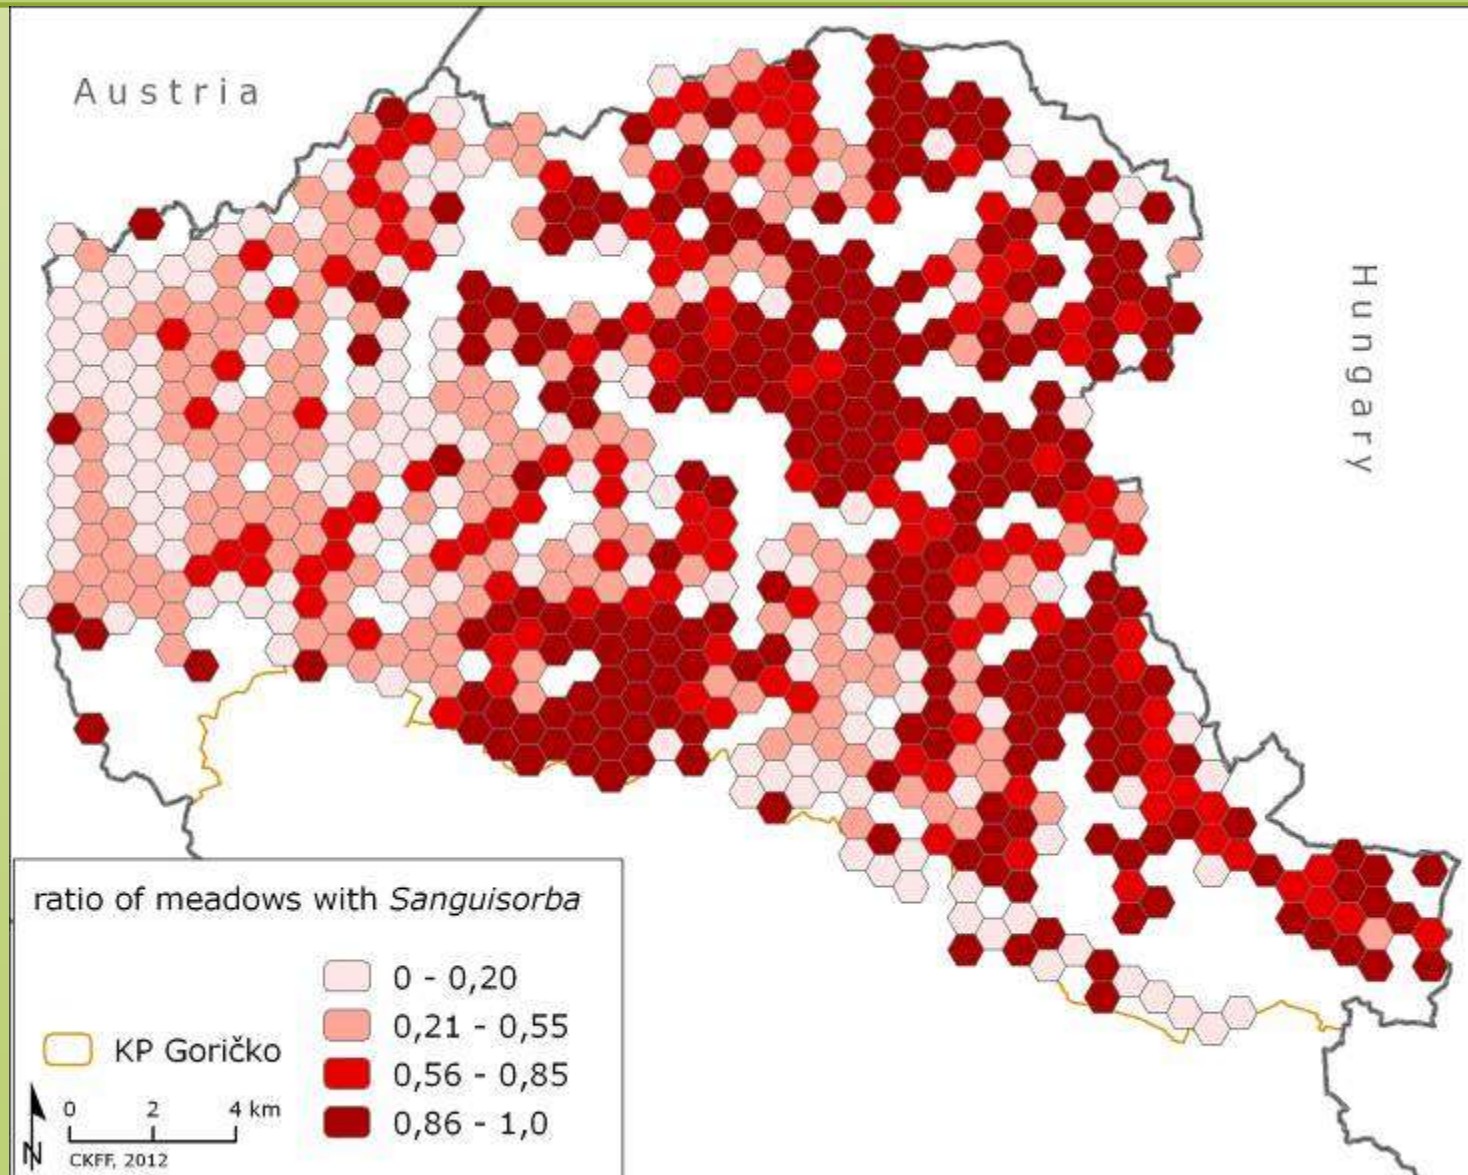 Austria
Hungary
ratio of meadows with Sanguisorba
0 - 0,20
0,21 - 0,55
0,56 - 0,85
0,86 - 1,0
KP Goričko
0 2 4 km
N
CKFF, 2012